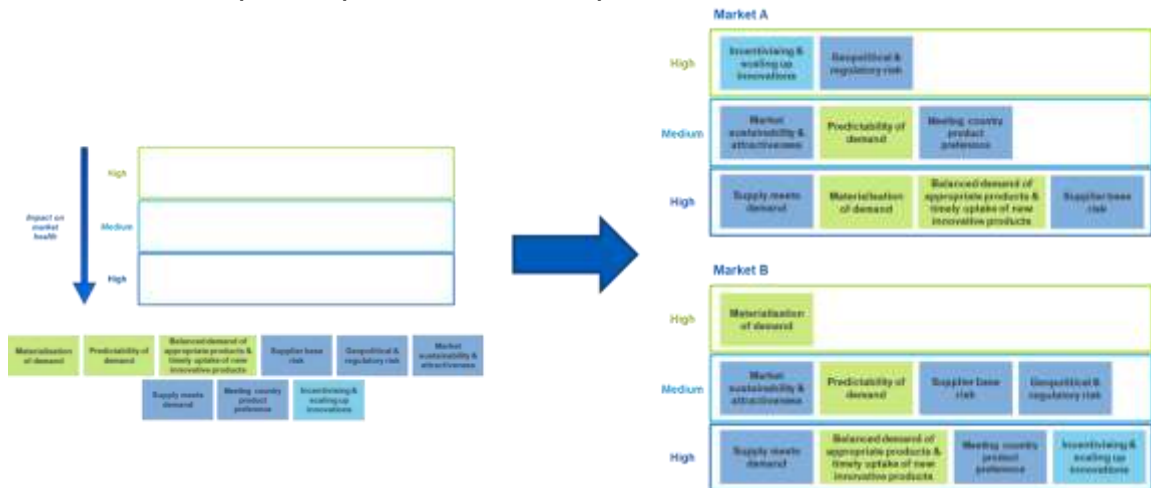 Market A
High
Incentivising &
scaling up
innovations
Geopolitical &
regulatory risk
Medium
Market
sustainability &
attractiveness
Predictability of
demand
Meeting country
product
preference
High
Supply meets
demand
Materialisation
of demand
Balanced demand of
appropriate products &
timely uptake of new
innovative products
Supplier base
risk
Impact on
market
health
High
Medium
High
Materialisation
of demand
Predictability of
demand
Balanced demand of
appropriate products &
timely uptake of new
innovative products
Supplier base
risk
Geopolitical &
regulatory risk
Market
sustainability &
attractiveness
Supply meets
demand
Meeting country
product
preference
Incentivising &
scaling up
innovations
Market B
High
Materialisation
of demand
Medium
Market
sustainability &
attractiveness
Predictability of
demand
Supplier base
risk
Geopolitical &
regulatory risk
High
Supply meets
demand
Balanced demand of
appropriate products &
timely uptake of new
innovative products
Meeting country
product
preference
Incentivising &
scaling up
innovations